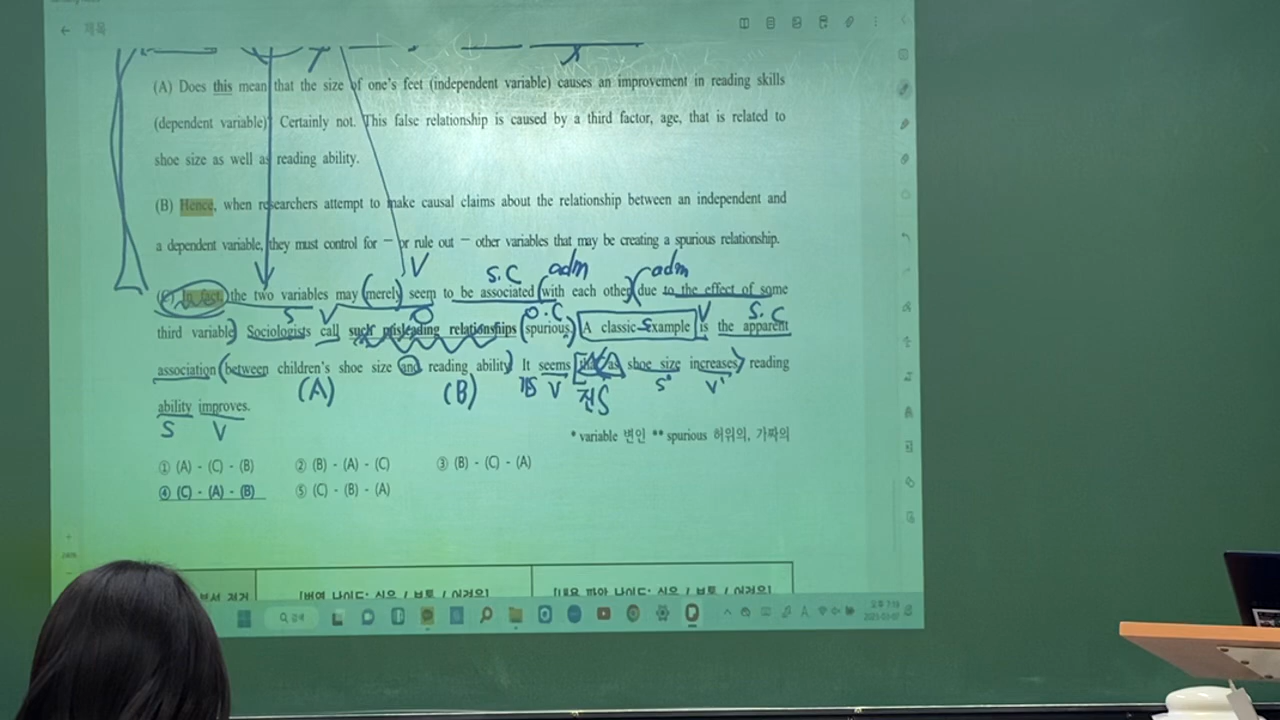 ← 제목
(A) Does this mean that the size of one's feet (independent variable) causes an improvement in reading skills
(dependent variable)? Certainly not. This false relationship is caused by a third factor, age, that is related to
shoe size as well as reading ability.
(B) Hence, when researchers attempt to make causal claims about the relationship between an independent and
a dependent variable, they must control for − or rule out − other variables that may be creating a spurious relationship.
V S.C adm adm
(C) In fact, the two variables may (merely) seem to be associated (with each other) (due to the effect of some
S V O O.C S V S.C
third variable) Sociologists call such misleading relationships (spurious.) A classic example is the apparent
association (between children's shoe size and reading ability) It seems that as shoe size increases, reading
(A) (B) V S' V'
ability improves.
S V
* variable 변인 ** spurious 허위의, 가짜의
① (A) - (C) - (B) ② (B) - (A) - (C) ③ (B) - (C) - (A)
④ (C) - (A) - (B) ⑤ (C) - (B) - (A)
검색